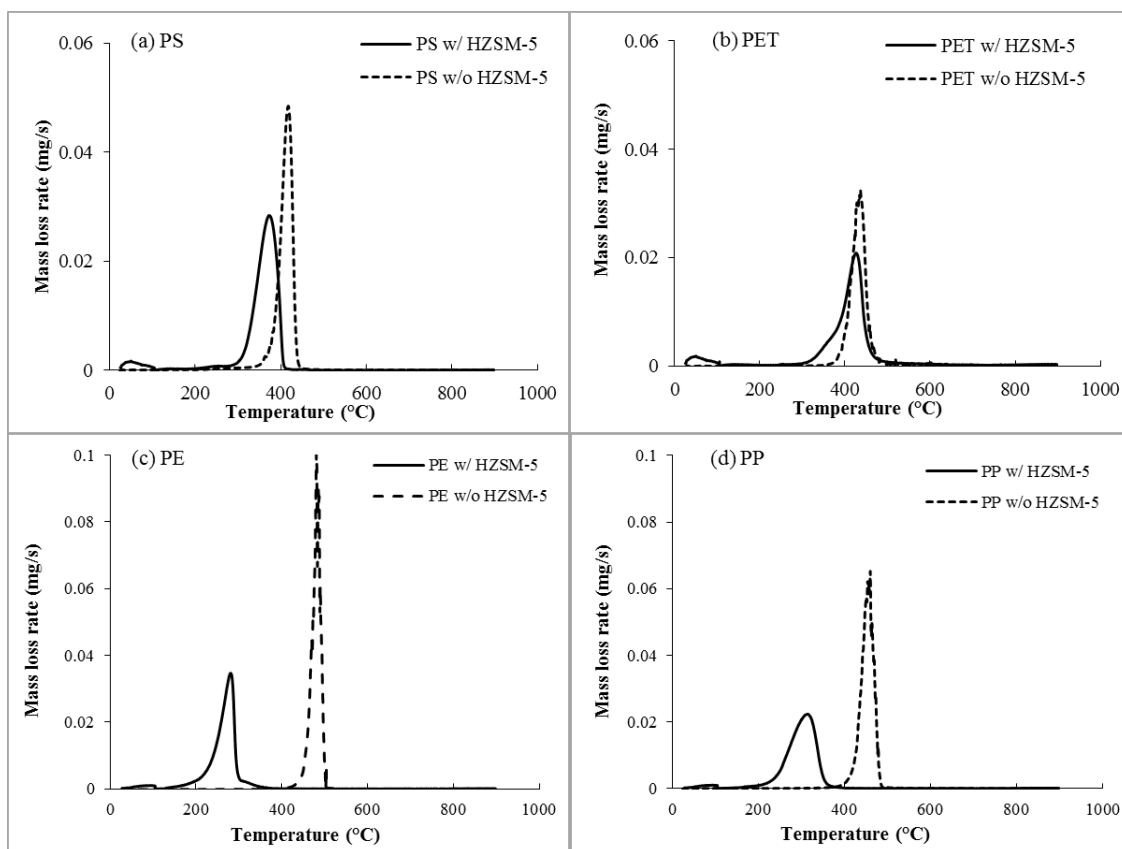 (a) PS
PS w/ HZSM-5
PS w/o HZSM-5
Mass loss rate (mg/s)
0.06
0.04
0.02
0
0 200 400 600 800 1000
Temperature (°C)
(b) PET
PET w/ HZSM-5
PET w/o HZSM-5
Mass loss rate (mg/s)
0.06
0.04
0.02
0
0 200 400 600 800 1000
Temperature (°C)
(c) PE
PE w/ HZSM-5
PE w/o HZSM-5
Mass loss rate (mg/s)
0.1
0.08
0.06
0.04
0.02
0
0 200 400 600 800 1000
Temperature (°C)
(d) PP
PP w/ HZSM-5
PP w/o HZSM-5
Mass loss rate (mg/s)
0.1
0.08
0.06
0.04
0.02
0
0 200 400 600 800 1000
Temperature (°C)